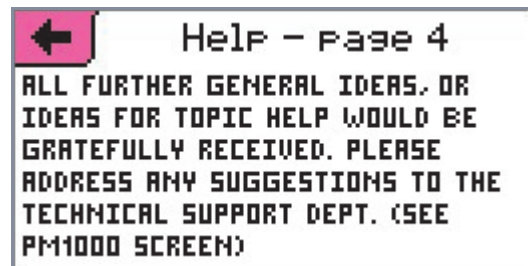 Help - page 4
ALL FURTHER GENERAL IDEAS, OR
IDEAS FOR TOPIC HELP WOULD BE
GRATEFULLY RECEIVED. PLEASE
ADDRESS ANY SUGGESTIONS TO THE
TECHNICAL SUPPORT DEPT. (SEE
PM1000 SCREEN)